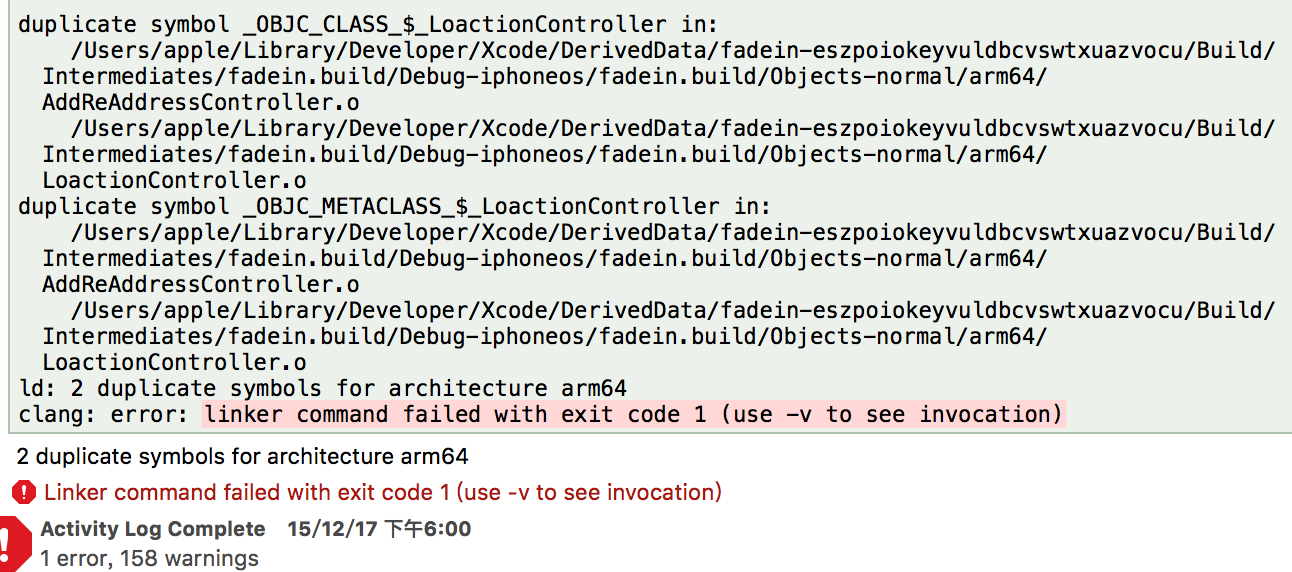 duplicate symbol _OBJC_CLASS_$_LoactionController in:
/Users/apple/Library/Developer/Xcode/DerivedData/fadein-eszpoiokeyvuldbcvswtxuazvocu/Build/
Intermediates/fadein.build/Debug-iphoneos/fadein.build/Objects-normal/arm64/
AddReAddressController.o
/Users/apple/Library/Developer/Xcode/DerivedData/fadein-eszpoiokeyvuldbcvswtxuazvocu/Build/
Intermediates/fadein.build/Debug-iphoneos/fadein.build/Objects-normal/arm64/
LoactionController.o
duplicate symbol _OBJC_METACLASS_$_LoactionController in:
/Users/apple/Library/Developer/Xcode/DerivedData/fadein-eszpoiokeyvuldbcvswtxuazvocu/Build/
Intermediates/fadein.build/Debug-iphoneos/fadein.build/Objects-normal/arm64/
AddReAddressController.o
/Users/apple/Library/Developer/Xcode/DerivedData/fadein-eszpoiokeyvuldbcvswtxuazvocu/Build/
Intermediates/fadein.build/Debug-iphoneos/fadein.build/Objects-normal/arm64/
LoactionController.o
ld: 2 duplicate symbols for architecture arm64
clang: error: linker command failed with exit code 1 (use -v to see invocation)
2 duplicate symbols for architecture arm64
Linker command failed with exit code 1 (use -v to see invocation)
Activity Log Complete 15/12/17 下午6:00
1 error, 158 warnings